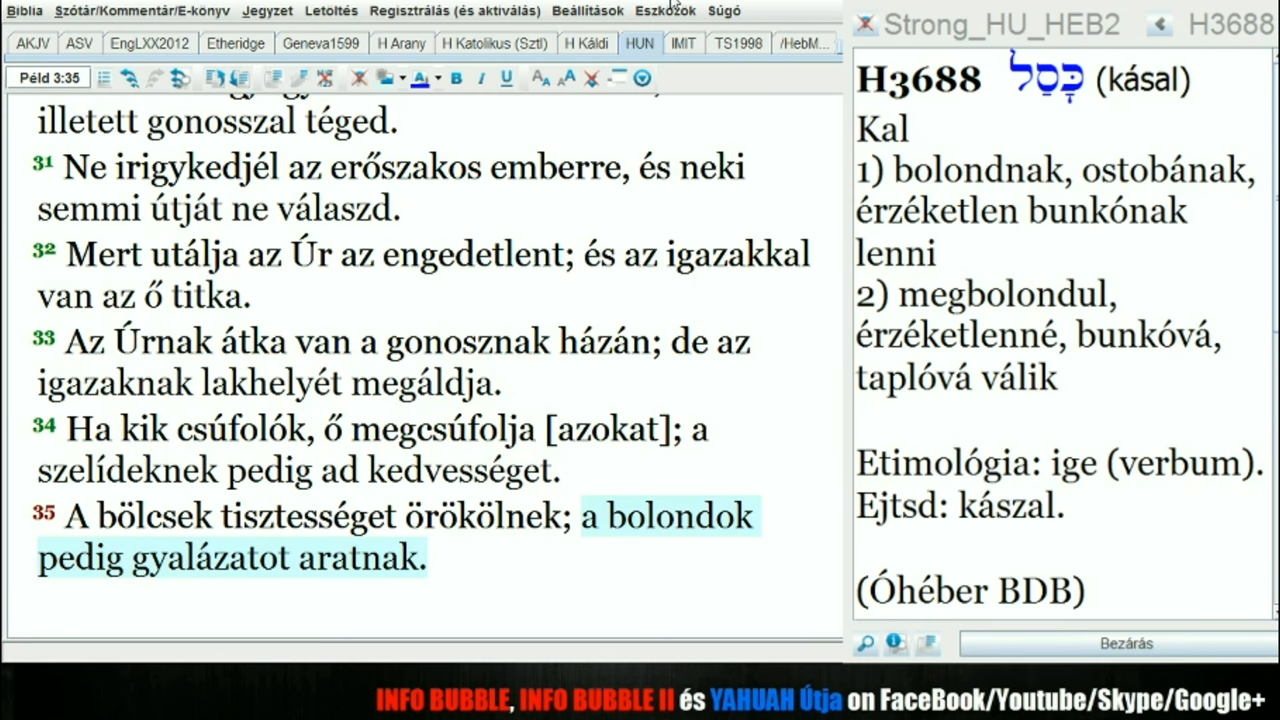 Biblia Szótár/Kommentár/E-könyv Jegyzet Letöltés Regisztrálás (és aktiválás) Beállítások Eszközök Súgó
AKJV ASV EngLXX2012 Etheridge Geneva1599 H Arany H Katolikus (Sztl) H Káldi HUN IMIT TS1998 /HebM...
Péld 3:35
illetett gonosszal téged.
31 Ne irigykedjél az erőszakos emberre, és neki
semmi útját ne válaszd.
32 Mert utálja az Úr az engedetlent; és az igazakkal
van az ő titka.
33 Az Úrnak átka van a gonosznak házán; de az
igazaknak lakhelyét megáldja.
34 Ha kik csúfolók, ő megcsúfolja [azokat]; a
szelídeknek pedig ad kedvességet.
35 A bölcsek tisztességet örökölnek; a bolondok
pedig gyalázatot aratnak.
Strong_HU_HEB2 H3688
H3688 כָּסַל (kásal)
Kal
1) bolondnak, ostobának,
érzéketlen bunkónak
lenni
2) megbolondul,
érzéketlenné, bunkóvá,
taplóvá válik
Etimológia: ige (verbum).
Ejtsd: kászal.
(Óhéber BDB)
Bezárás
INFO BUBBLE, INFO BUBBLE II és YAHUAH Útja on FaceBook/Youtube/Skype/Google+